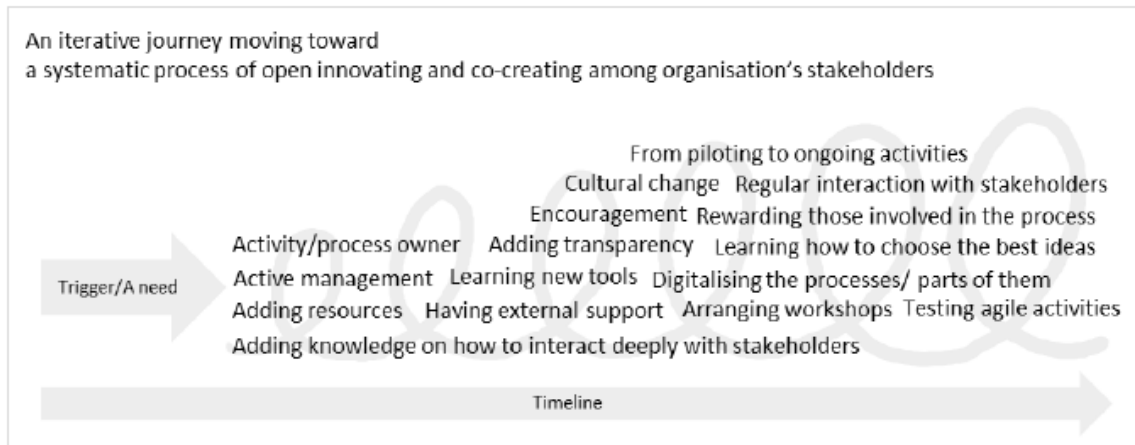 An iterative journey moving toward
a systematic process of open innovating and co-creating among organisation's stakeholders
From piloting to ongoing activities
Cultural change Regular interaction with stakeholders
Encouragement Rewarding those involved in the process
Activity/process owner Adding transparency Learning how to choose the best ideas
Trigger/A need
Active management Learning new tools Digitalising the processes/ parts of them
Adding resources Having external support Arranging workshops Testing agile activities
Adding knowledge on how to interact deeply with stakeholders
Timeline